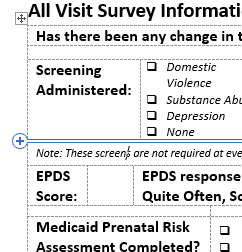 All Visit Survey Informati
Has there been any change in t
Screening Administered:
Domestic Violence
Substance Abu
Depression
None
Note: These screen are not required at eve
EPDS Score:
EPDS response
Quite Often, So
Medicaid Prenatal Risk
Assessment Completed?